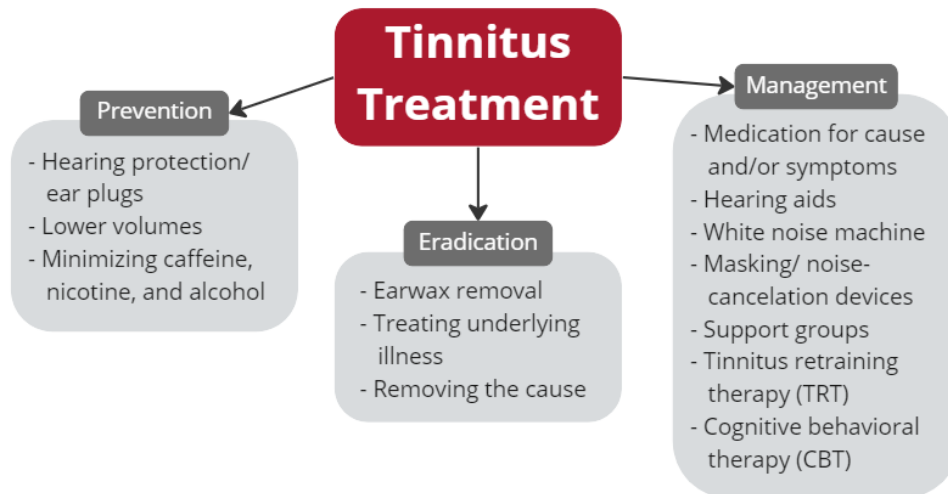 Tinnitus
Treatment
Prevention
- Hearing protection/
ear plugs
- Lower volumes
- Minimizing caffeine,
nicotine, and alcohol
Eradication
- Earwax removal
- Treating underlying
illness
- Removing the cause
Management
- Medication for cause
and/or symptoms
- Hearing aids
- White noise machine
- Masking/ noise-
cancelation devices
- Support groups
- Tinnitus retraining
therapy (TRT)
- Cognitive behavioral
therapy (CBT)